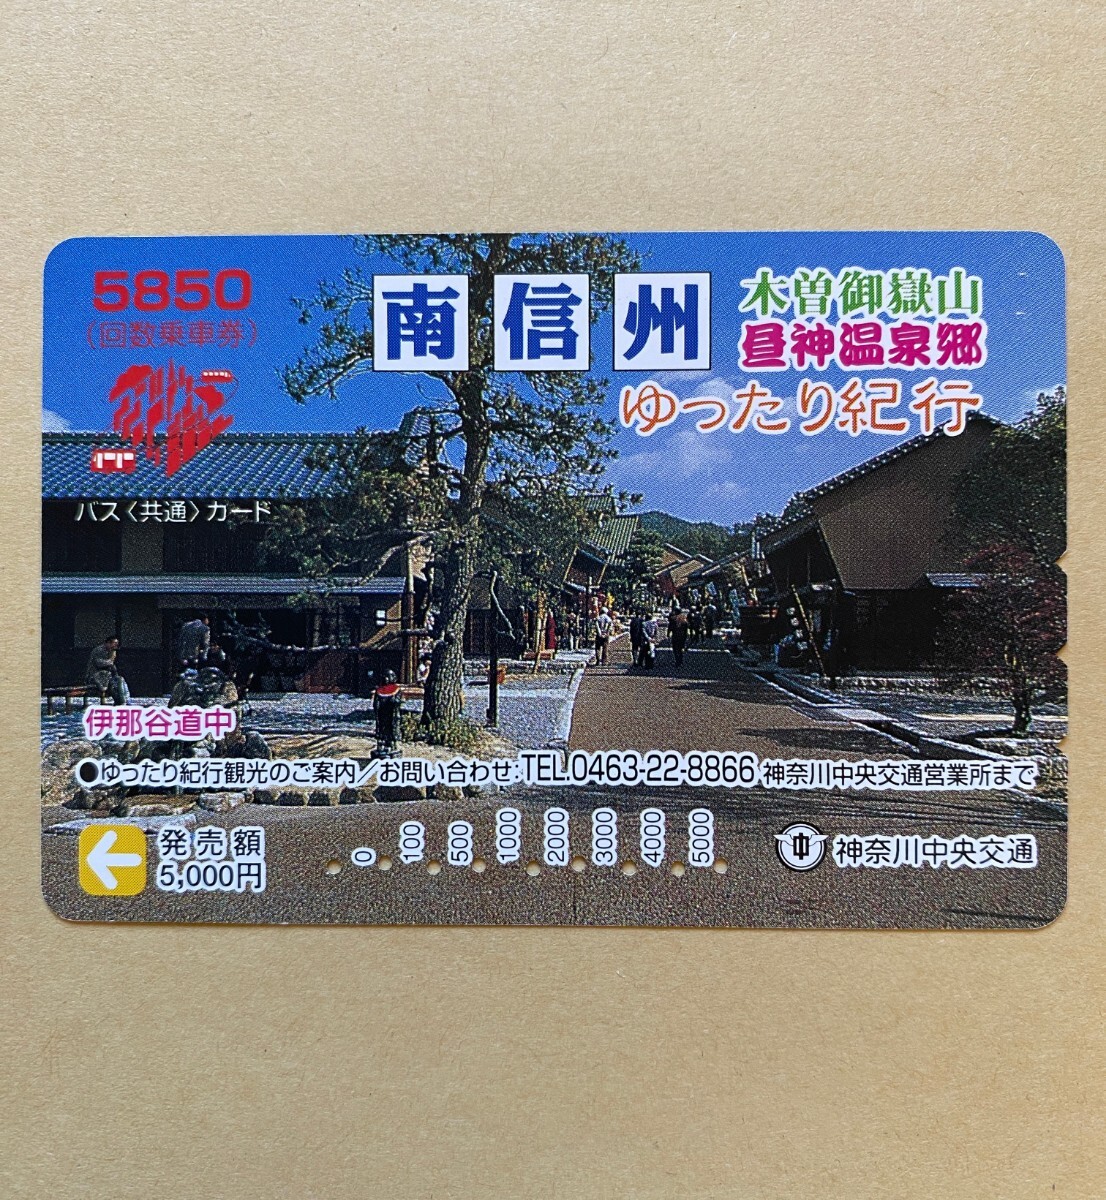 5850
(回数乗車券)
バス〈共通〉カード
南信州
木曽御嶽山
昼神温泉郷
ゆったり紀行
伊那谷道中
●ゆったり紀行観光のご案内/お問い合わせ:TEL.0463-22-8866 神奈川中央交通営業所まで
発売額
5,000円
0 100 500 1000 2000 3000 4000 5000
中 神奈川中央交通